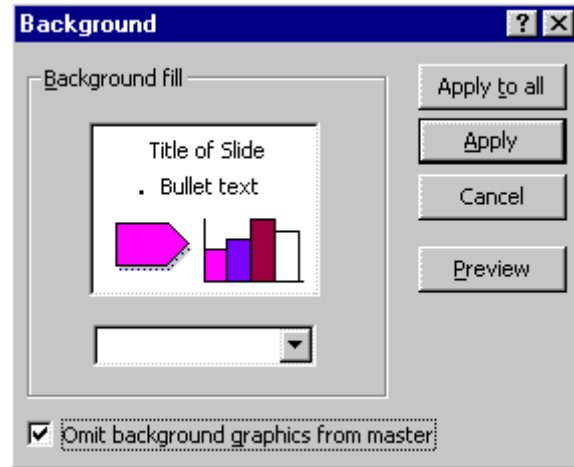 Background
Background fill
Title of Slide
. Bullet text
Apply to all
Apply
Cancel
Preview
Omit background graphics from master